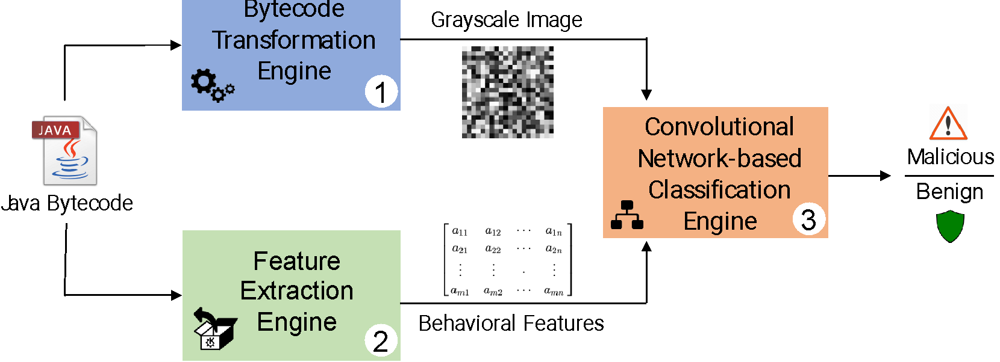 Bytecode
Transformation
Engine
1
Grayscale Image
JAVA
Java Bytecode
Convolutional
Network-based
Classification
Engine
3
Malicious
Benign
Feature
Extraction
Engine
2
a11 a12 ··· a1n
a21 a22 ··· a2n
⋮ ⋮ . ⋮
am1 am2 ··· amn
Behavioral Features